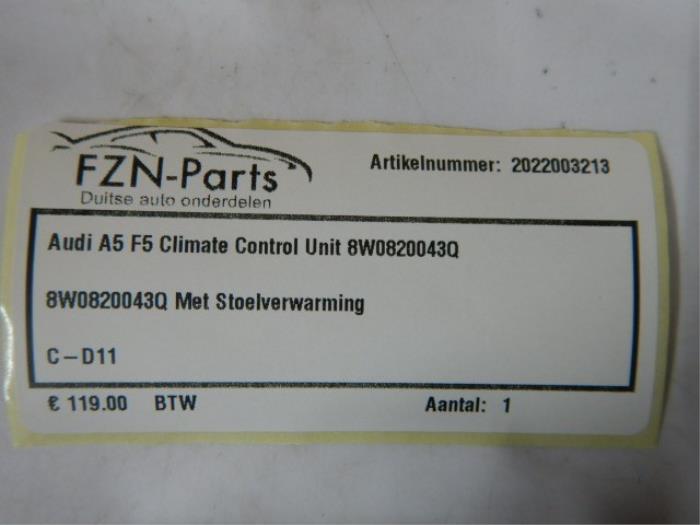 FZN-Parts
Duitse auto onderdelen
Artikelnummer: 2022003213
Audi A5 F5 Climate Control Unit 8W0820043Q
8W0820043Q Met Stoelverwarming
C-D11
€ 119.00 BTW Aantal: 1